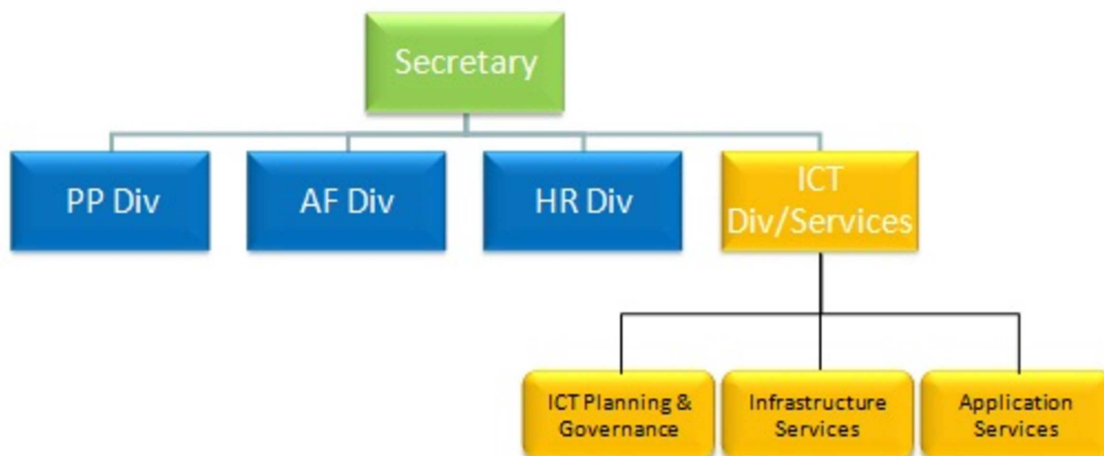 Secretary
PP Div
AF Div
HR Div
ICT
Div/Services
ICT Planning &
Governance
Infrastructure
Services
Application
Services